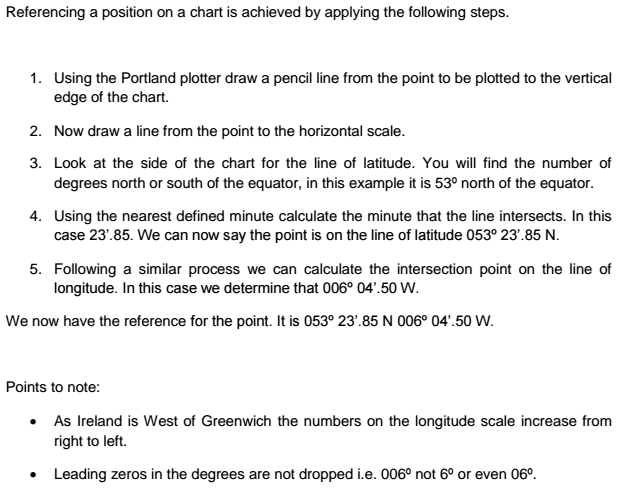 Referencing a position on a chart is achieved by applying the following steps.
1. Using the Portland plotter draw a pencil line from the point to be plotted to the vertical
edge of the chart.
2. Now draw a line from the point to the horizontal scale.
3. Look at the side of the chart for the line of latitude. You will find the number of
degrees north or south of the equator, in this example it is 53º north of the equator.
4. Using the nearest defined minute calculate the minute that the line intersects. In this
case 23’.85. We can now say the point is on the line of latitude 053º 23’.85 N.
5. Following a similar process we can calculate the intersection point on the line of
longitude. In this case we determine that 006º 04’.50 W.
We now have the reference for the point. It is 053º 23’.85 N 006º 04’.50 W.
Points to note:
• As Ireland is West of Greenwich the numbers on the longitude scale increase from
right to left.
• Leading zeros in the degrees are not dropped i.e. 006º not 6º or even 06º.